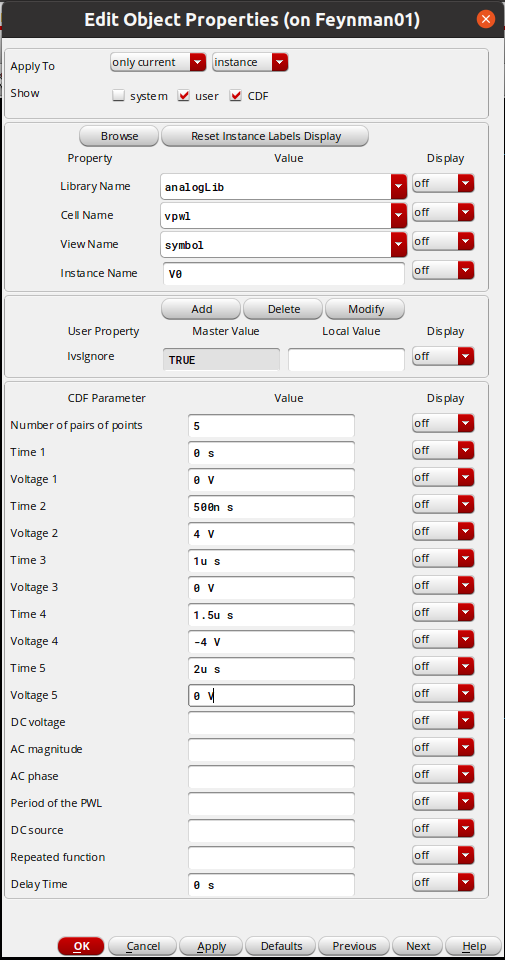 Edit Object Properties (on Feynman01)
Apply To only current instance
Show system user CDF
Browse Reset Instance Labels Display
Property Value Display
Library Name analogLib off
Cell Name vpwl off
View Name symbol off
Instance Name V0 off
Add Delete Modify
User Property Master Value Local Value Display
lvsIgnore TRUE off
CDF Parameter Value Display
Number of pairs of points 5 off
Time 1 0 s off
Voltage 1 0 V off
Time 2 500n s off
Voltage 2 4 V off
Time 3 1u s off
Voltage 3 0 V off
Time 4 1.5u s off
Voltage 4 -4 V off
Time 5 2u s off
Voltage 5 0 V off
DC voltage off
AC magnitude off
AC phase off
Period of the PWL off
DC source off
Repeated function off
Delay Time 0 s off
OK Cancel Apply Defaults Previous Next Help